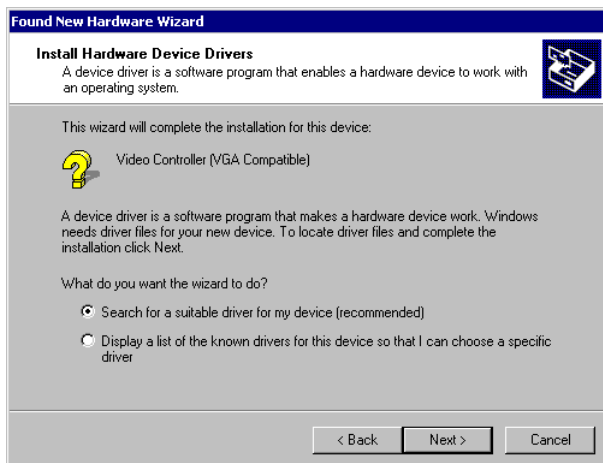 Found New Hardware Wizard
Install Hardware Device Drivers
A device driver is a software program that enables a hardware device to work with
an operating system.
This wizard will complete the installation for this device:
Video Controller (VGA Compatible)
A device driver is a software program that makes a hardware device work. Windows
needs driver files for your new device. To locate driver files and complete the
installation click Next.
What do you want the wizard to do?
Search for a suitable driver for my device (recommended)
Display a list of the known drivers for this device so that I can choose a specific
driver
< Back
Next >
Cancel